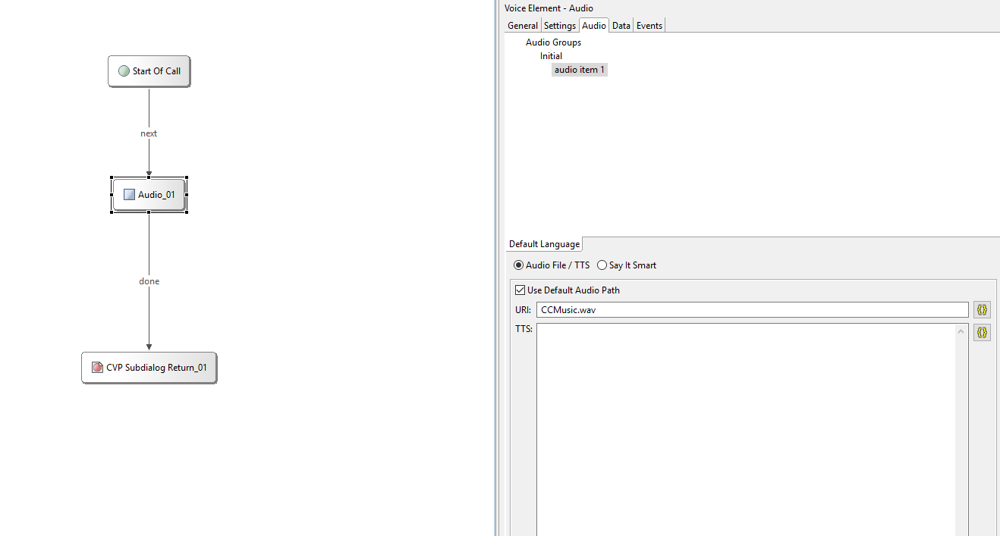 Start Of Call
next
Audio_01
done
CVP Subdialog Return_01
Voice Element - Audio
General Settings Audio Data Events
Audio Groups
Initial
audio item 1
Default Language
Audio File / TTS Say It Smart
Use Default Audio Path
URI: CCMusic.wav
TTS: